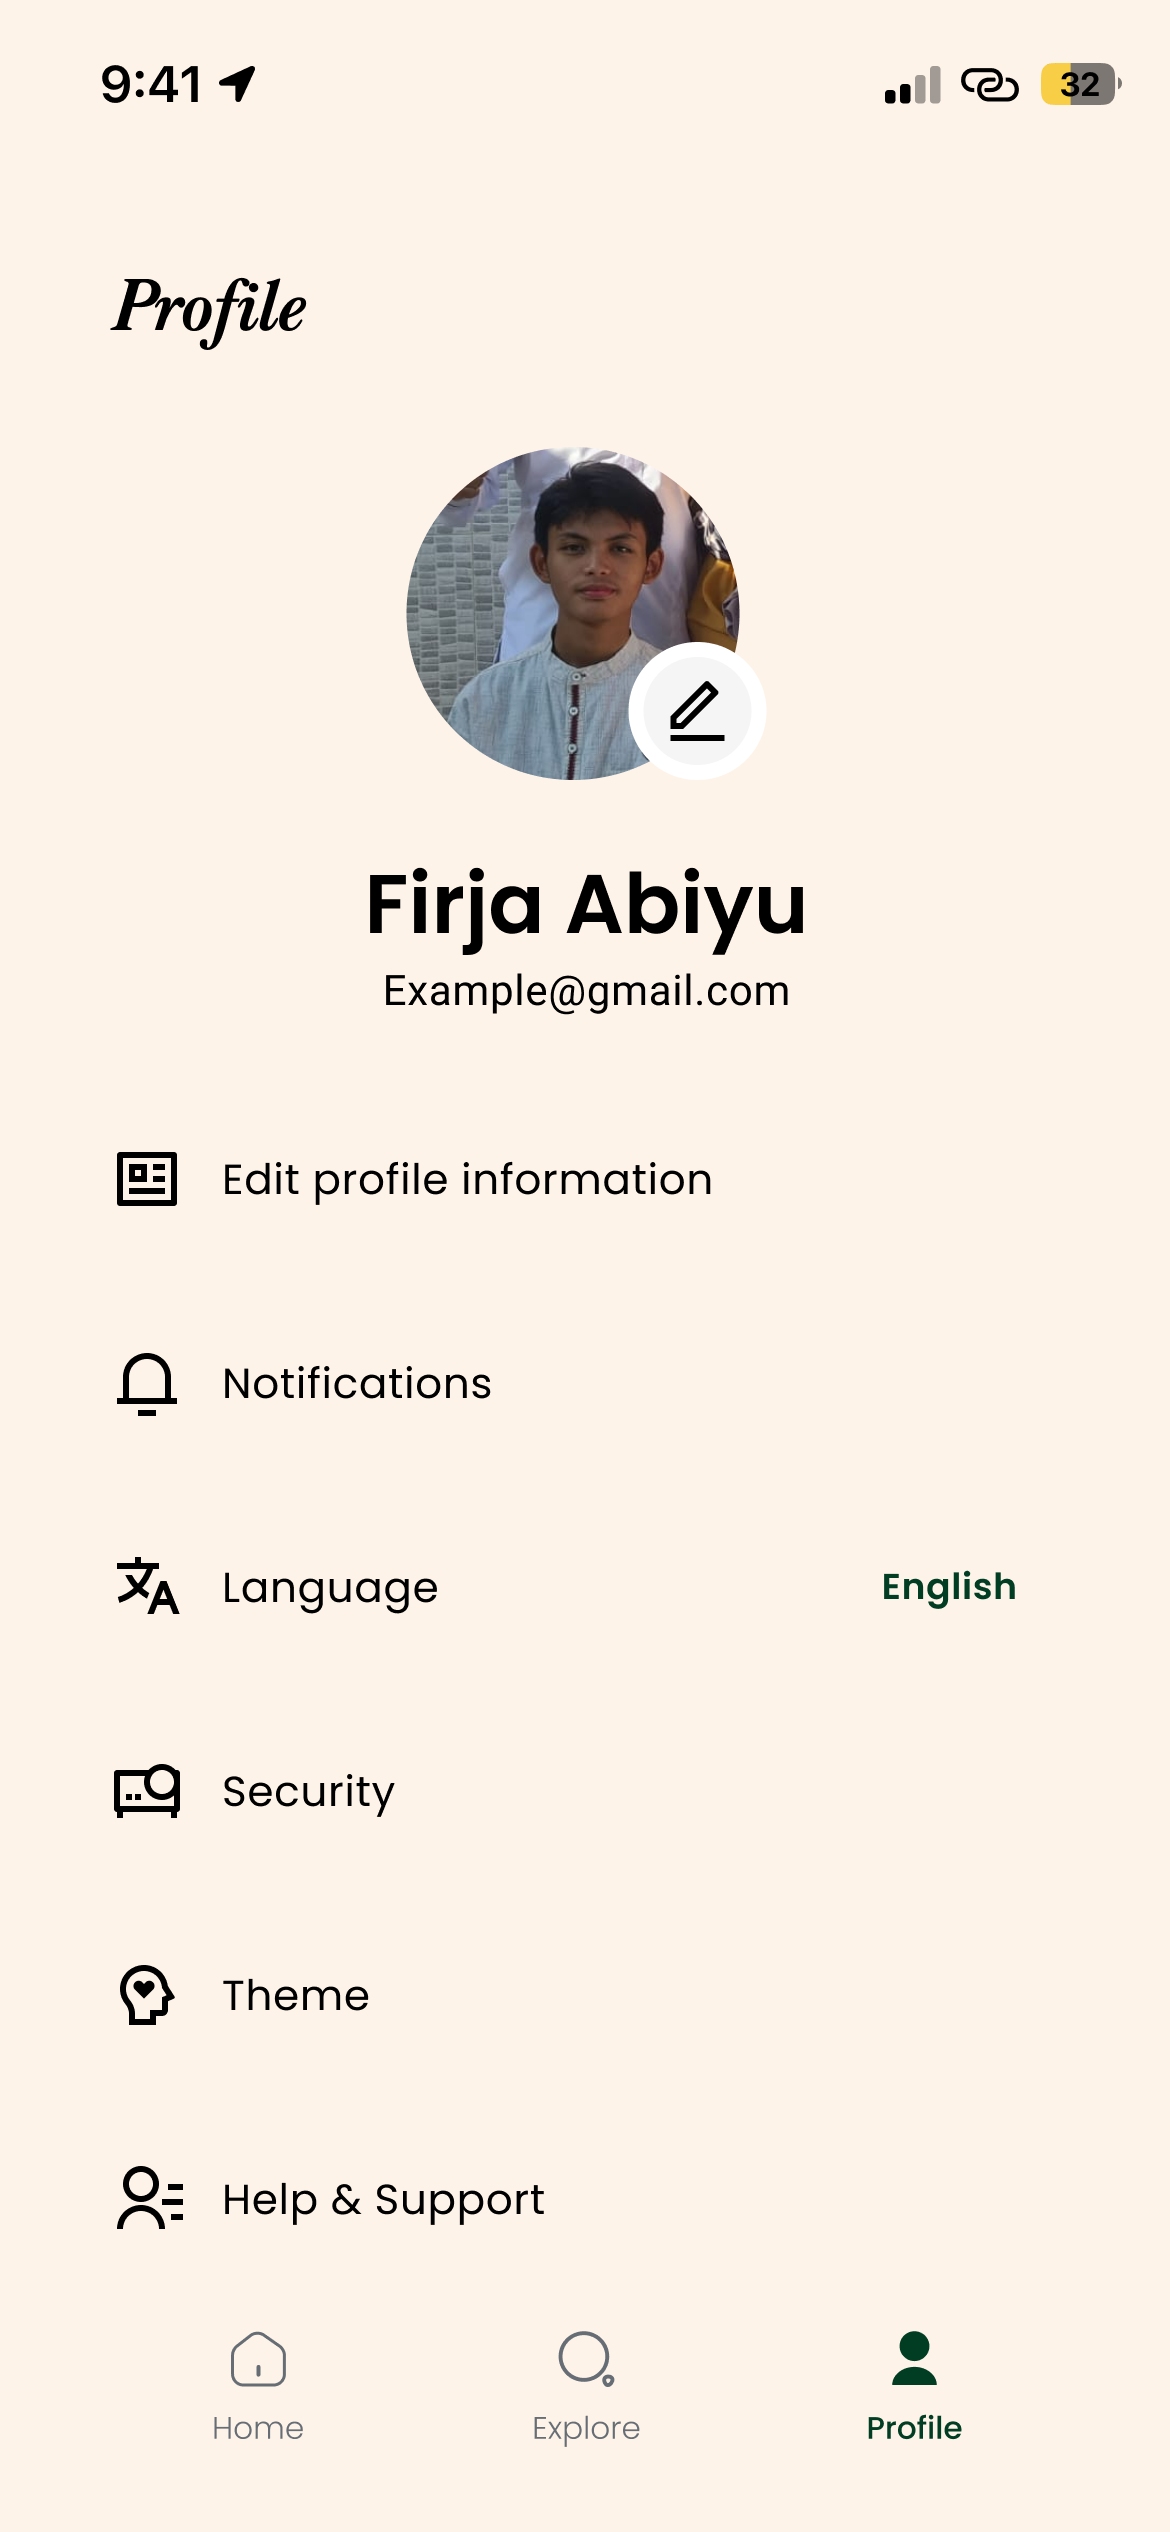 9:41
32
Profile
Firja Abiyu
Example@gmail.com
Edit profile information
Notifications
Language
English
Security
Theme
Help & Support
Home
Explore
Profile